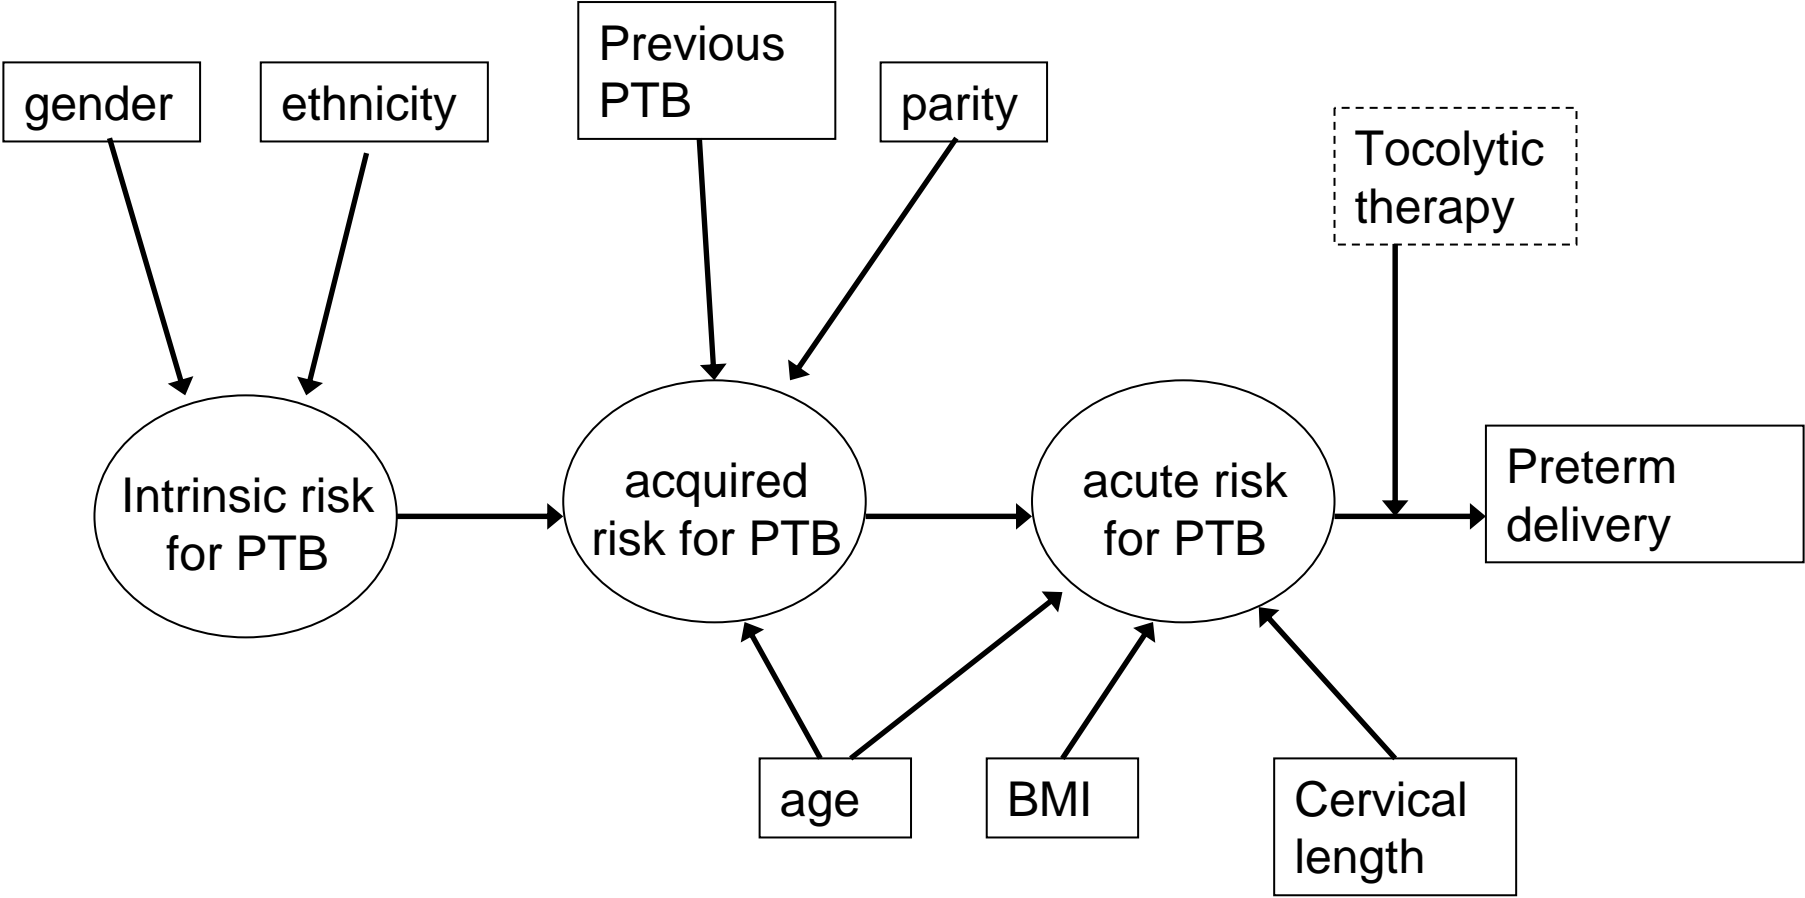 gender
ethnicity
Previous
PTB
parity
Tocolytic
therapy
Intrinsic risk
for PTB
acquired
risk for PTB
acute risk
for PTB
Preterm
delivery
age
BMI
Cervical
length